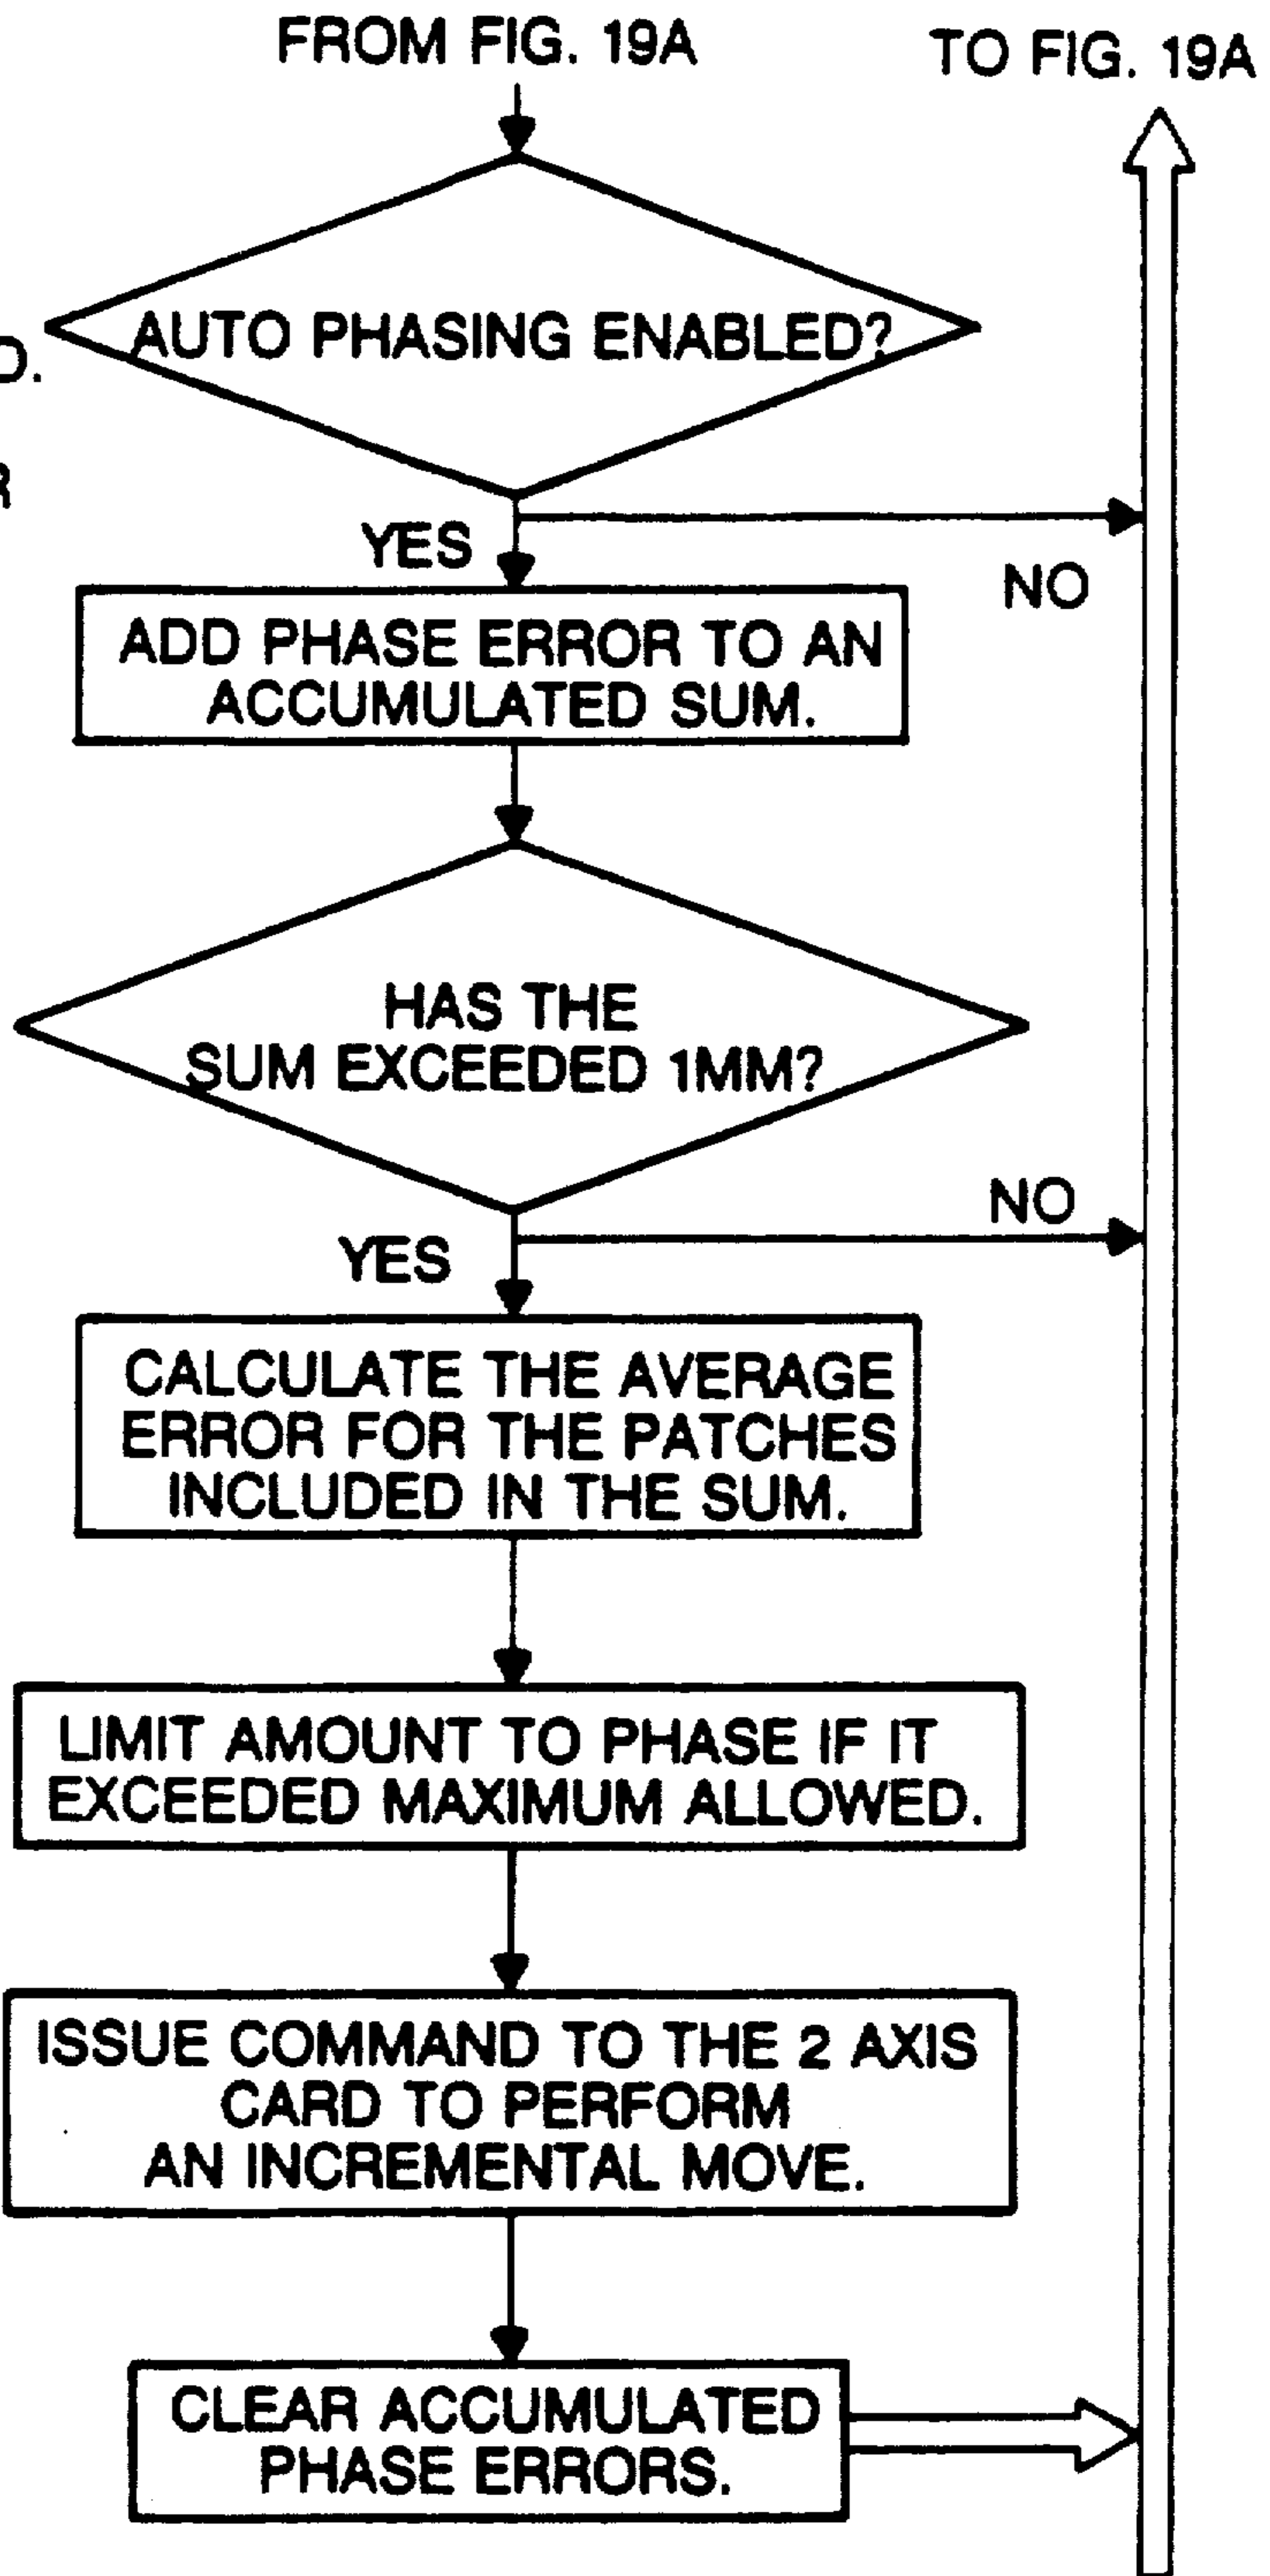 FROM FIG. 19A
TO FIG. 19A
AUTO PHASING ENABLED?
D.
R
YES
NO
ADD PHASE ERROR TO AN
ACCUMULATED SUM.
HAS THE
SUM EXCEEDED 1MM?
NO
YES
CALCULATE THE AVERAGE
ERROR FOR THE PATCHES
INCLUDED IN THE SUM.
LIMIT AMOUNT TO PHASE IF IT
EXCEEDED MAXIMUM ALLOWED.
ISSUE COMMAND TO THE 2 AXIS
CARD TO PERFORM
AN INCREMENTAL MOVE.
CLEAR ACCUMULATED
PHASE ERRORS.